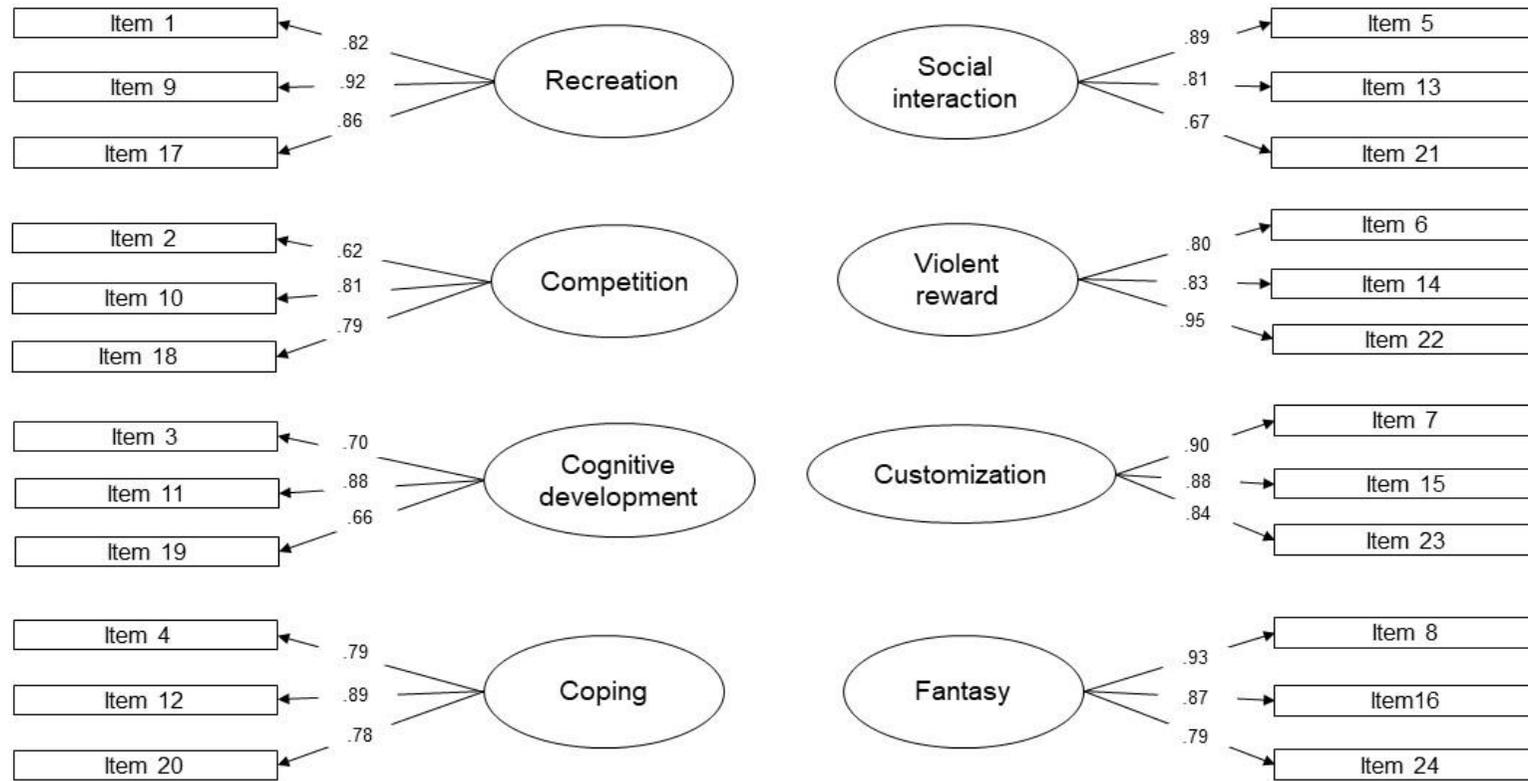 Item 1
.82
Item 9
.92
Item 17
.86
Recreation
Item 2
.62
Item 10
.81
Item 18
.79
Competition
Item 3
.70
Item 11
.88
Item 19
.66
Cognitive
development
Item 4
.79
Item 12
.89
Item 20
.78
Coping
Social
interaction
.89
Item 5
.81
Item 13
.67
Item 21
Violent
reward
.80
Item 6
.83
Item 14
.95
Item 22
Customization
.90
Item 7
.88
Item 15
.84
Item 23
Fantasy
.93
Item 8
.87
Item16
.79
Item 24